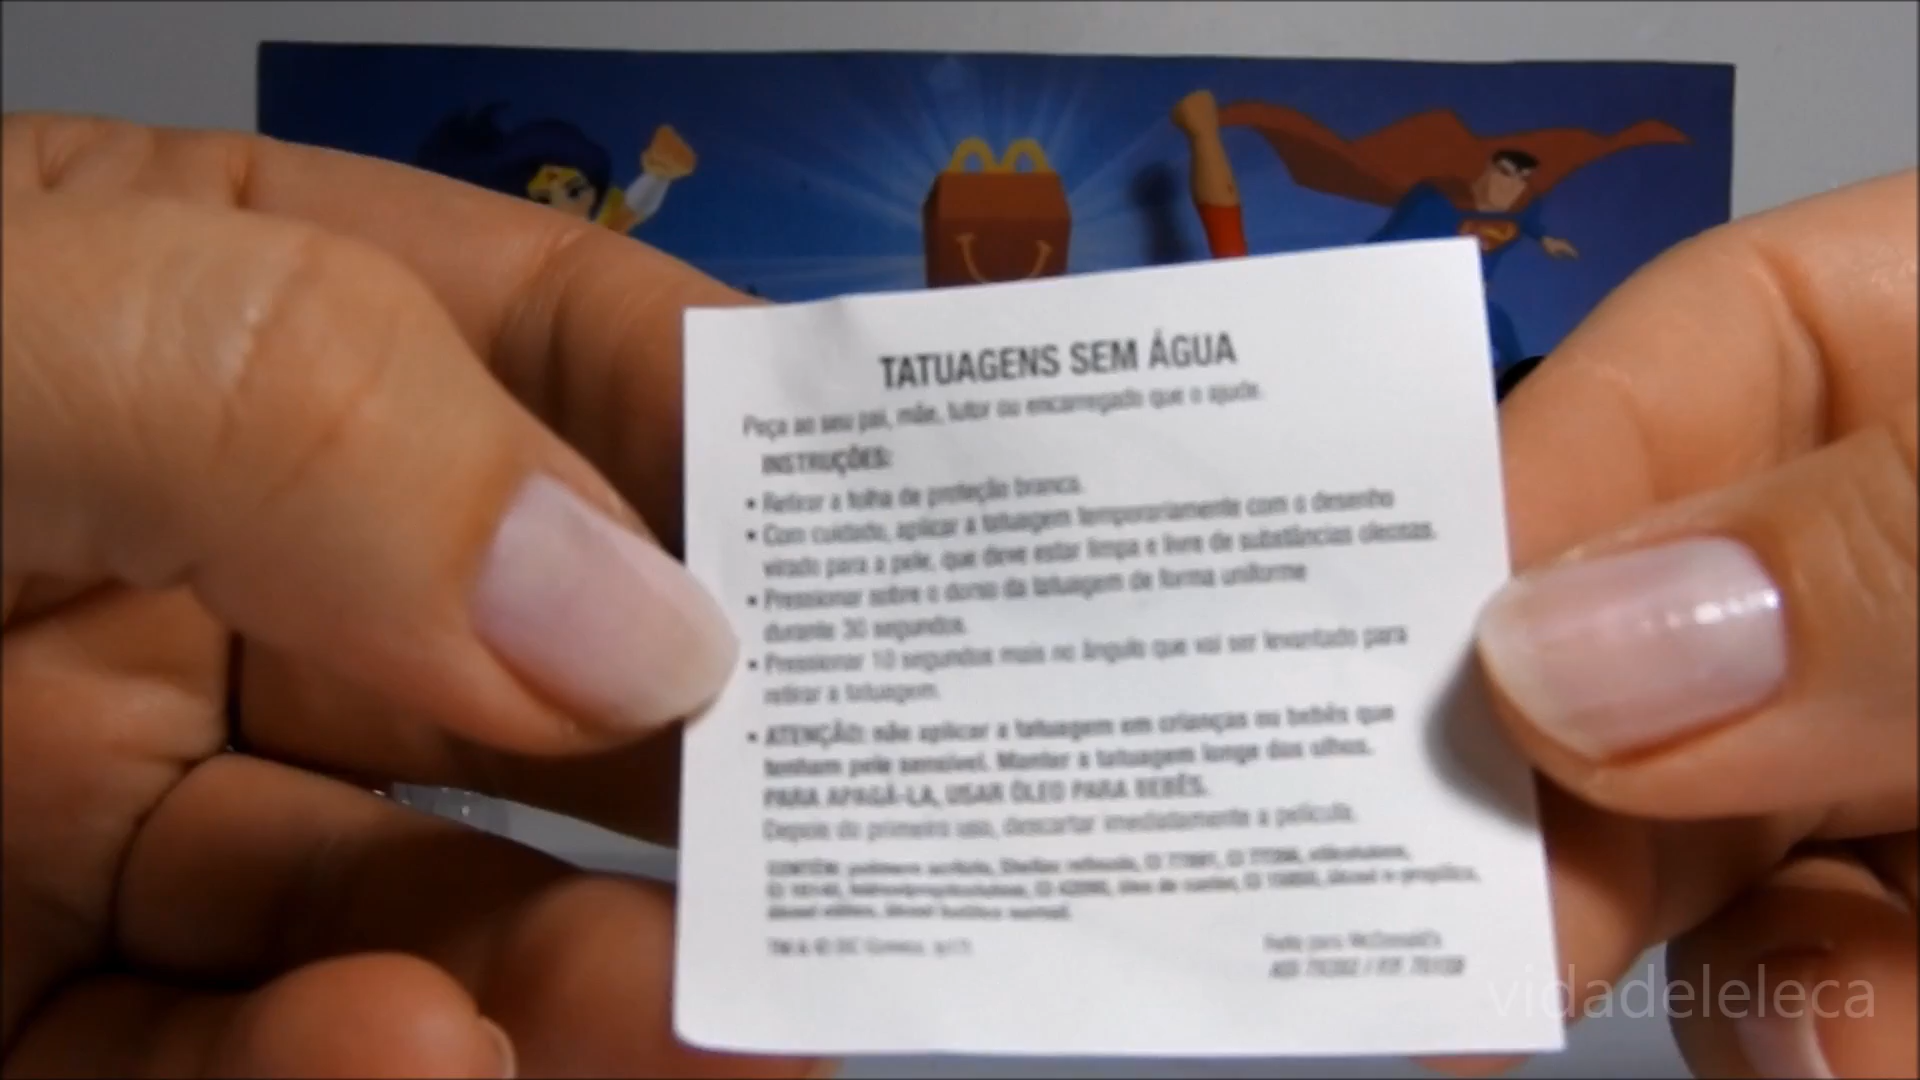 TATUAGENS SEM ÁGUA
Peça ao seu pai, mãe, tutor ou encarregado que o ajude.
INSTRUÇÕES:
• Retirar a folha de proteção branca.
• Com cuidado, aplicar a tatuagem temporariamente com o desenho
virado para a pele, que deve estar limpa e livre de substâncias oleosas.
• Pressionar sobre o dorso da tatuagem de forma uniforme
durante 30 segundos.
• Pressionar 10 segundos mais no ângulo que vai ser levantado para
retirar a tatuagem.
• ATENÇÃO: não aplicar a tatuagem em crianças ou bebês que
tenham pele sensível. Manter a tatuagem longe dos olhos.
PARA APAGÁ-LA, USAR ÓLEO PARA BEBÊS.
Depois do primeiro uso, descartar imediatamente a película.
CONTÉM:
TM & © DC Comics.
Feito para McDonald's
vidadeleleca